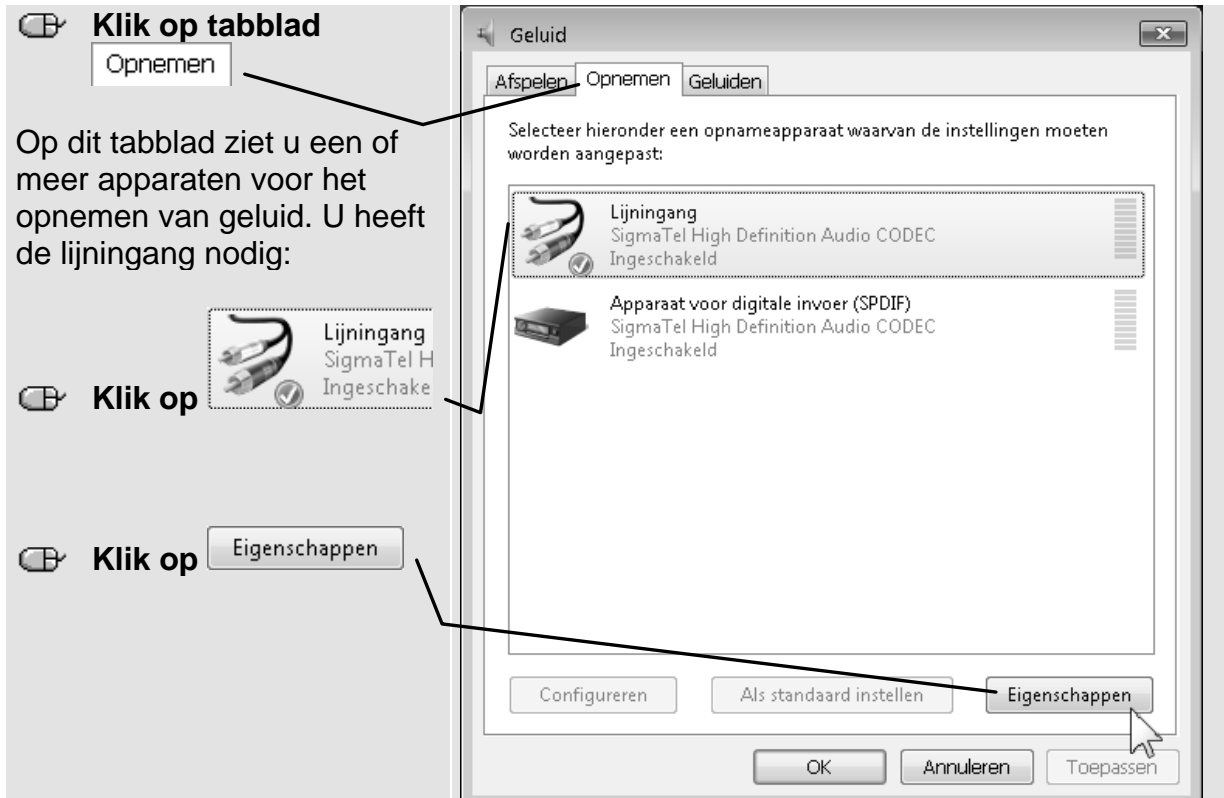 Klik op tabblad
Opnemen
Op dit tabblad ziet u een of
meer apparaten voor het
opnemen van geluid. U heeft
de lijningang nodig:
Lijningang
SigmaTel H
Ingeschake
Klik op
Klik op Eigenschappen
Geluid
Afspelen Opnemen Geluiden
Selecteer hieronder een opnameapparaat waarvan de instellingen moeten
worden aangepast:
Lijningang
SigmaTel High Definition Audio CODEC
Ingeschakeld
Apparaat voor digitale invoer (SPDIF)
SigmaTel High Definition Audio CODEC
Ingeschakeld
Configureren Als standaard instellen Eigenschappen
OK Annuleren Toepassen